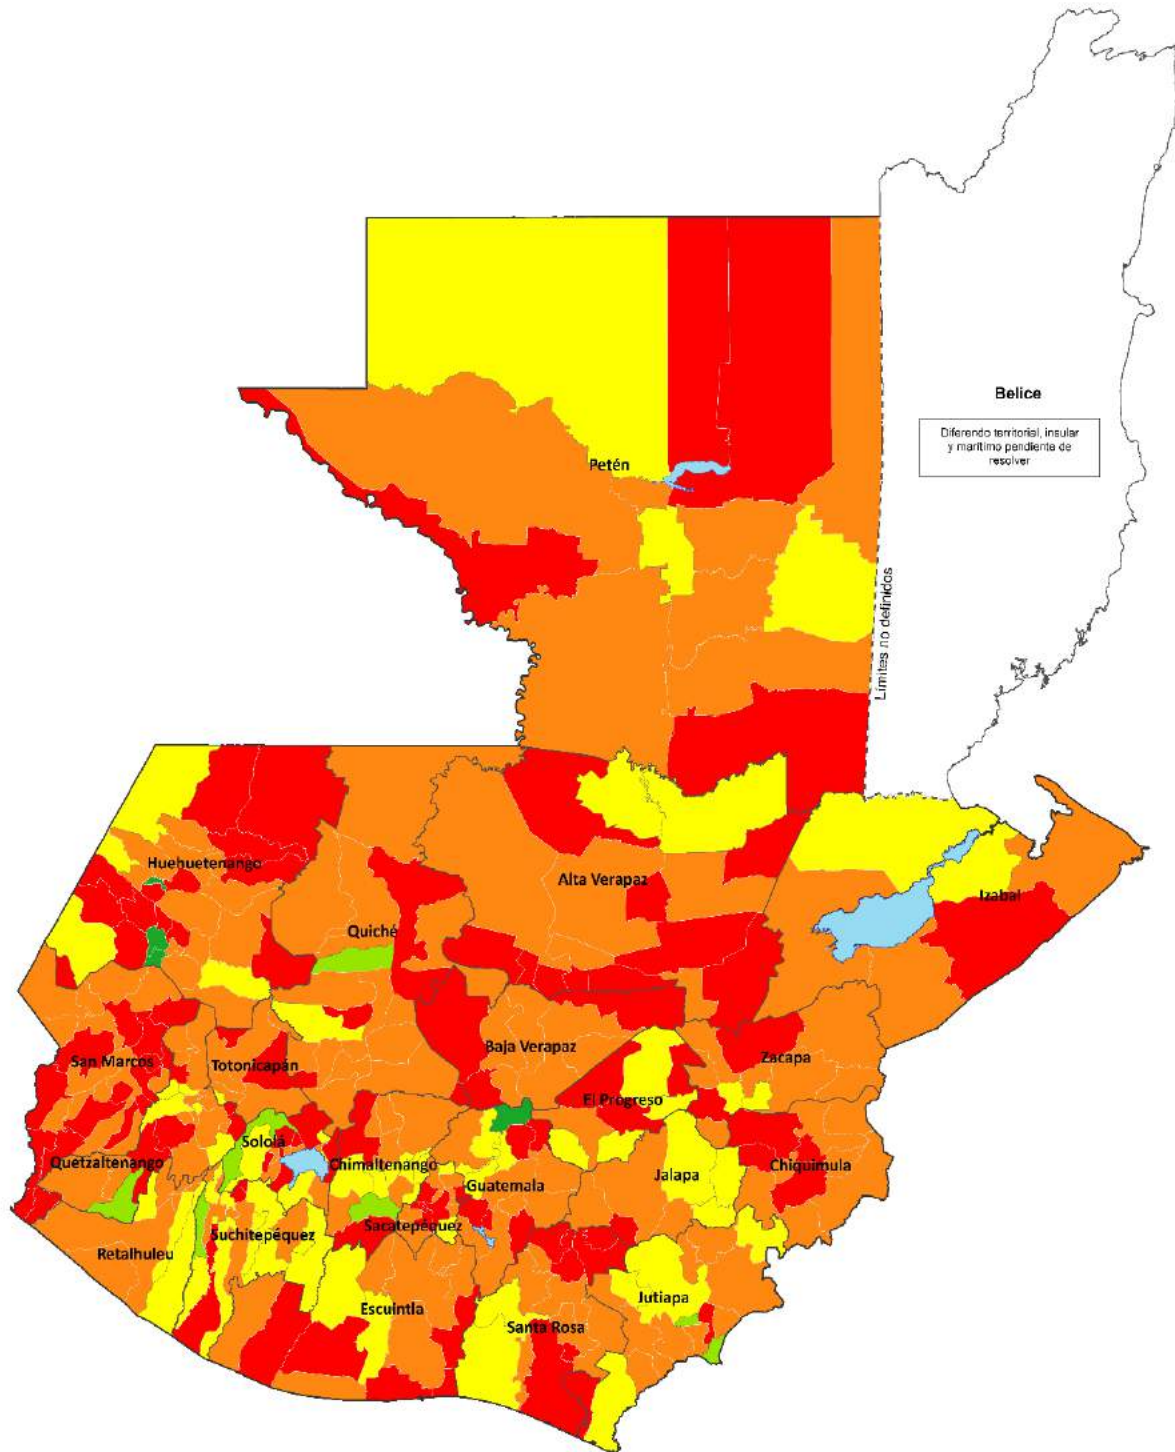 Belice
Diferendo territorial, insular
y marítimo pendiente de
resolver
Petén
Límites no definidos
Huehuetenango
Alta Verapaz
Izabal
Quiché
Baja Verapaz
Zacapa
San Marcos
Totonicapán
El Progreso
Sololá
Quetzaltenango
Chimaltenango
Chiquimula
Jalapa
Guatemala
Sacatepéquez
Suchitepéquez
Retalhuleu
Jutiapa
Escuintla
Santa Rosa